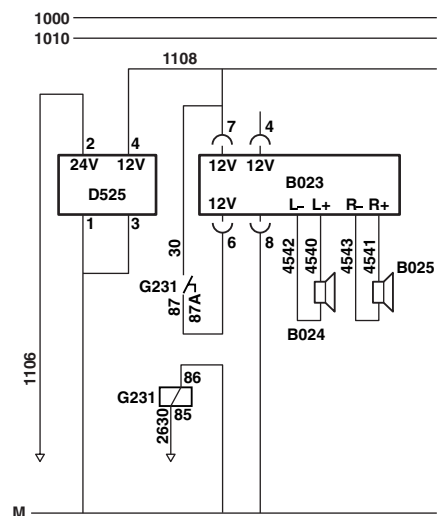 1000
1010
1108
2 4
24V 12V
D525
1 3
7 4
12V 12V
B023
12V L– L+ R– R+
6 8
30
G231
87
87A
4542
4540
4543
4541
B025
B024
1106
86
G231
85
2630
M